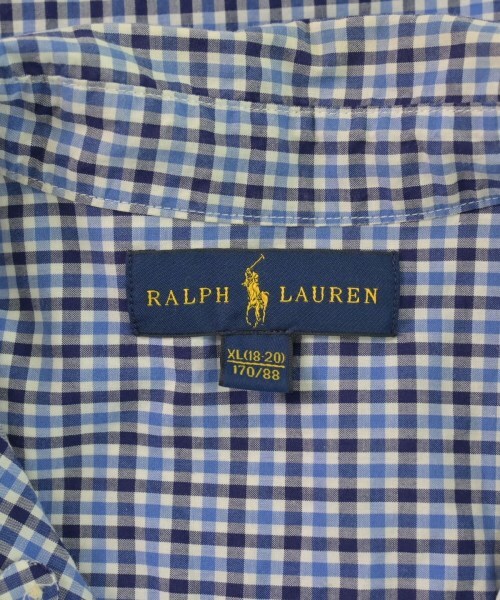 RALPH LAUREN
XL(18-20)
170/88